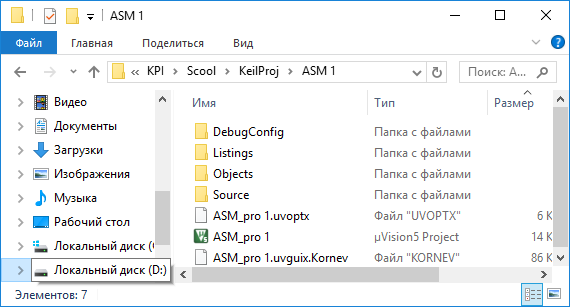 ASM 1
Файл Главная Поделиться Вид
« KPI Scool KeilProj ASM 1 Поиск: A...
Видео
Документы
Загрузки
Изображения
Музыка
Рабочий стол
Локальный диск (
Локальный диск (D:)
Имя Тип Размер
DebugConfig Папка с файлами
Listings Папка с файлами
Objects Папка с файлами
Source Папка с файлами
ASM_pro 1.uvoptx Файл "UVOPTX" 6 К
ASM_pro 1 µVision5 Project 14 К
ASM_pro 1.uvguix.Kornev Файл "KORNEV" 86 К
Элементов: 7